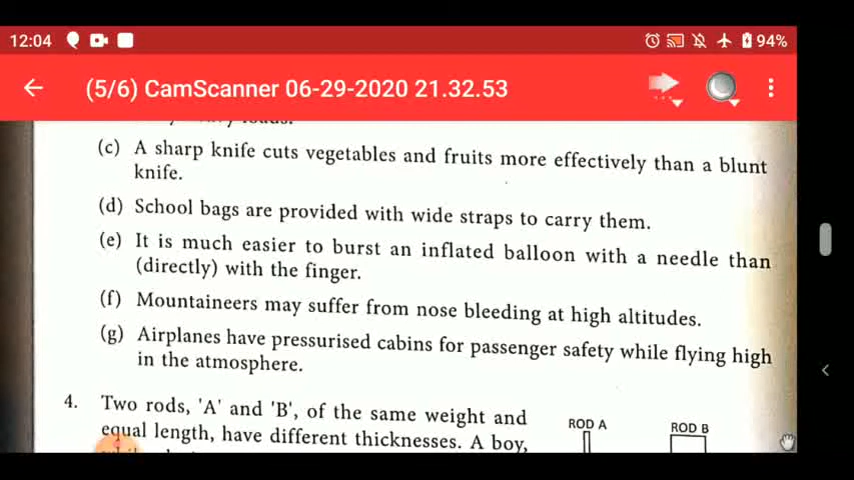 12:04
94%
(5/6) CamScanner 06-29-2020 21.32.53
(c) A sharp knife cuts vegetables and fruits more effectively than a blunt
knife.
(d) School bags are provided with wide straps to carry them.
(e) It is much easier to burst an inflated balloon with a needle than
(directly) with the finger.
(f) Mountaineers may suffer from nose bleeding at high altitudes.
(g) Airplanes have pressurised cabins for passenger safety while flying high
in the atmosphere.
4. Two rods, 'A' and 'B', of the same weight and
equal length, have different thicknesses. A boy,
ROD A
ROD B